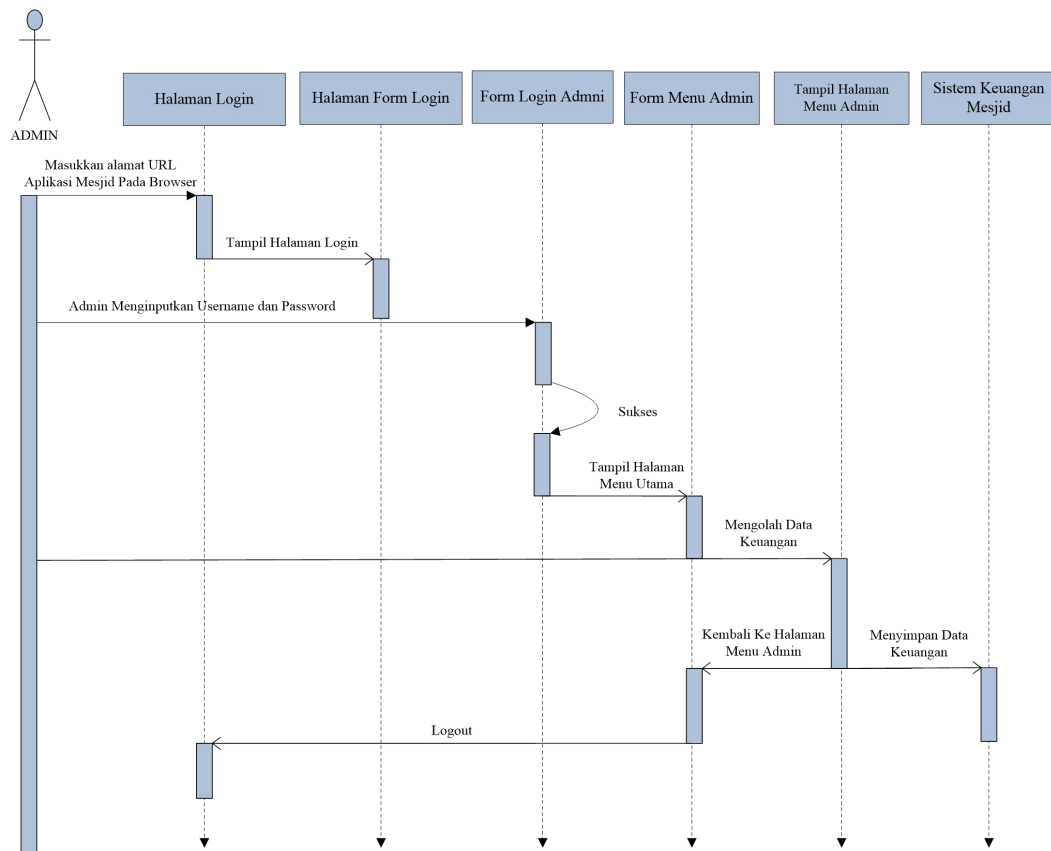 ADMIN
Halaman Login
Halaman Form Login
Form Login Admni
Form Menu Admin
Tampil Halaman
Menu Admin
Sistem Keuangan
Mesjid
Masukkan alamat URL
Aplikasi Mesjid Pada Browser
Tampil Halaman Login
Admin Menginputkan Username dan Password
Sukses
Tampil Halaman
Menu Utama
Mengolah Data
Keuangan
Kembali Ke Halaman
Menu Admin
Menyimpan Data
Keuangan
Logout